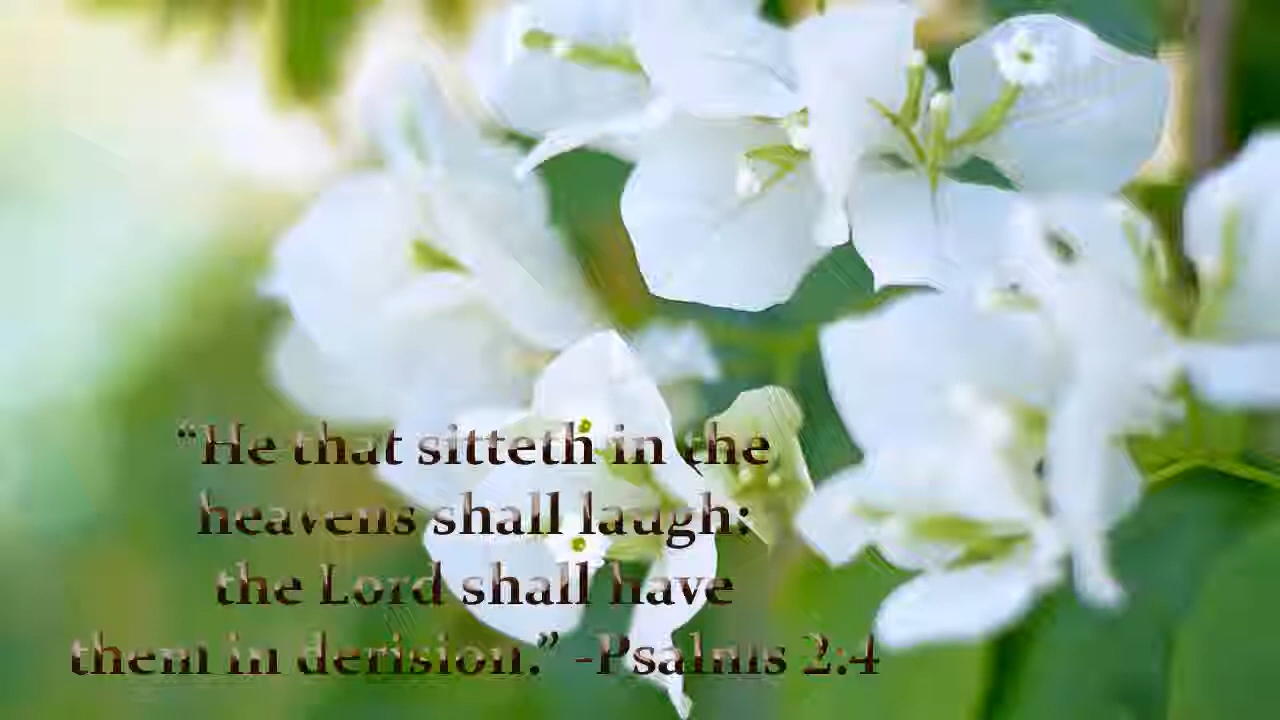 “He that sitteth in the
heavens shall laugh:
the Lord shall have
them in derision.” -Psalms 2:4